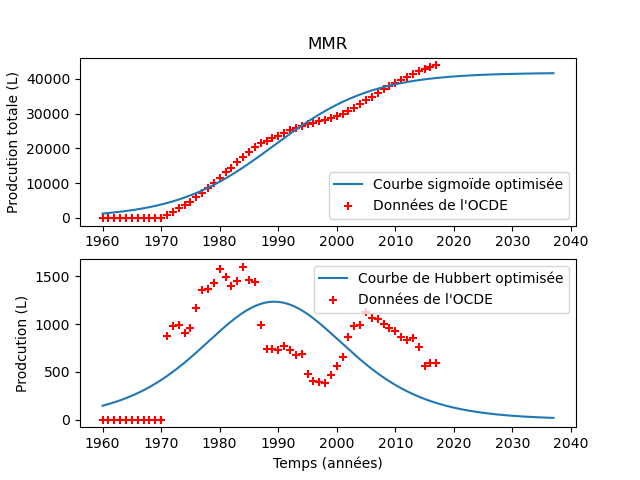 MMR
Prodcution totale (L)
40000
30000
20000
10000
0
Courbe sigmoïde optimisée
Données de l'OCDE
1960 1970 1980 1990 2000 2010 2020 2030 2040
Prodcution (L)
1500
1000
500
0
Courbe de Hubbert optimisée
Données de l'OCDE
1960 1970 1980 1990 2000 2010 2020 2030 2040
Temps (années)